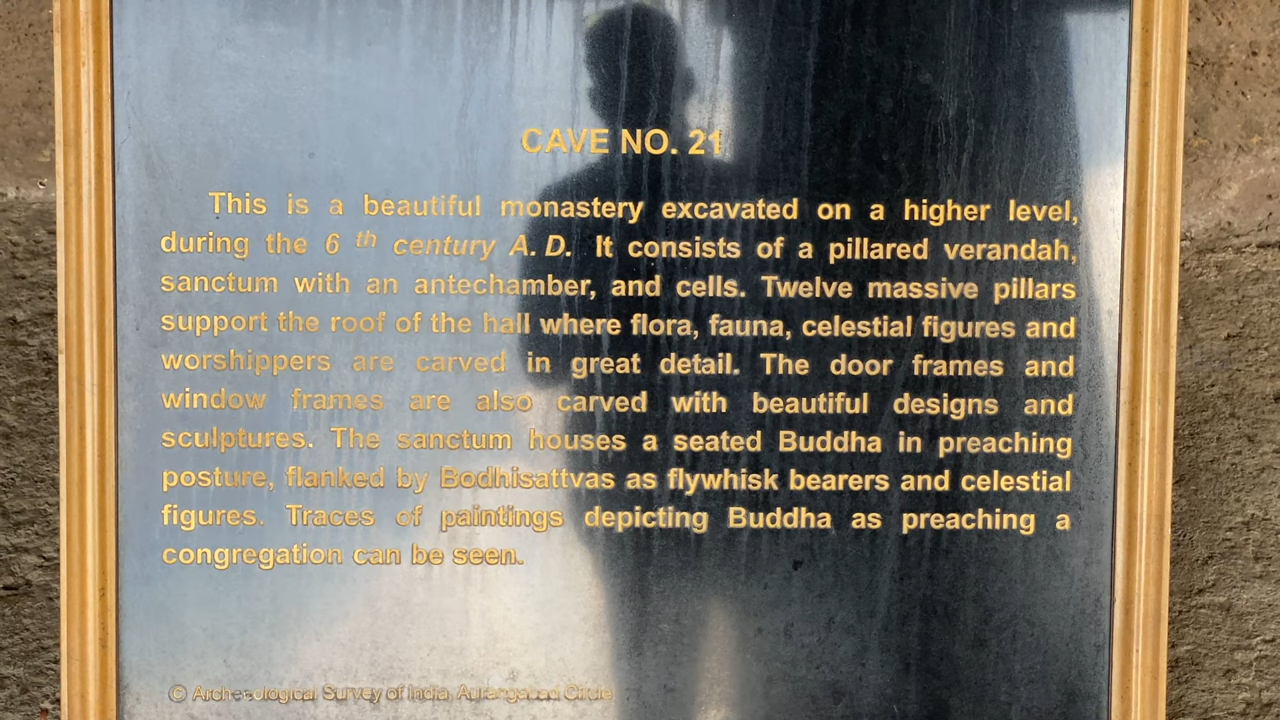 CAVE NO. 21
This is a beautiful monastery excavated on a higher level,
during the 6 th century A. D. It consists of a pillared verandah,
sanctum with an antechamber, and cells. Twelve massive pillars
support the roof of the hall where flora, fauna, celestial figures and
worshippers are carved in great detail. The door frames and
window frames are also carved with beautiful designs and
sculptures. The sanctum houses a seated Buddha in preaching
posture, flanked by Bodhisattvas as flywhisk bearers and celestial
figures. Traces of paintings depicting Buddha as preaching a
congregation can be seen.
© Archaeological Survey of India, Aurangabad Circle